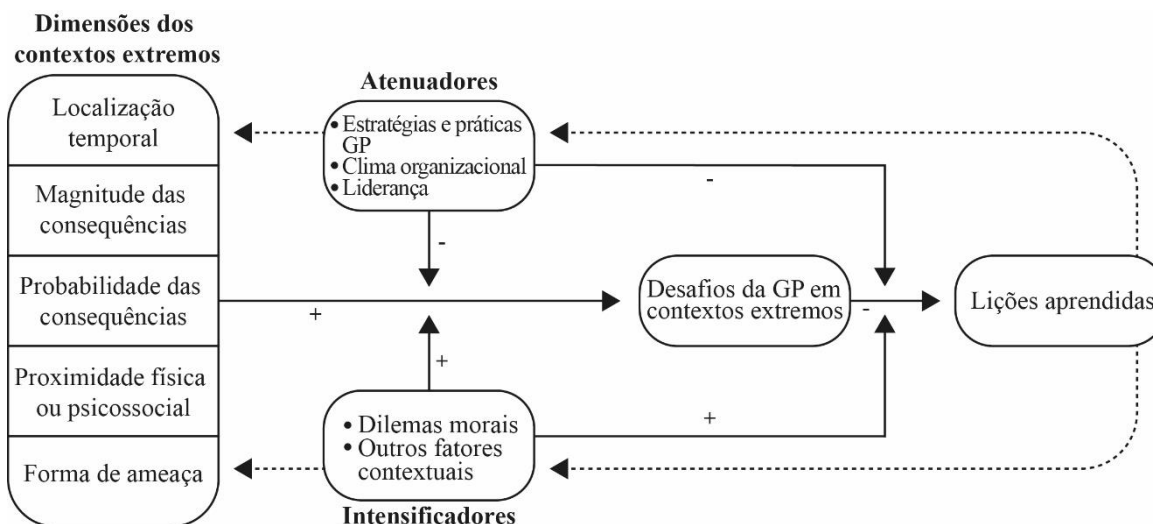 Dimensões dos
contextos extremos
Localização
temporal
Magnitude das
consequências
Probabilidade das
consequências
Proximidade física
ou psicossocial
Forma de ameaça
Atenuadores
• Estratégias e práticas
GP
• Clima organizacional
• Liderança
-
-
+
+
+
• Dilemas morais
• Outros fatores
contextuais
Intensificadores
Desafios da GP em
contextos extremos
-
Lições aprendidas